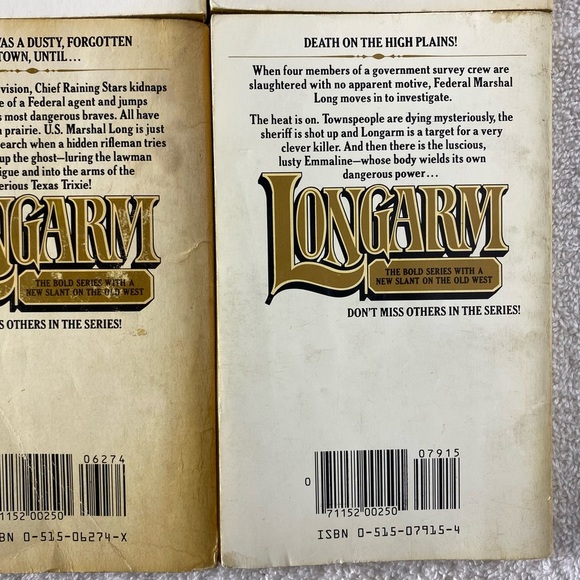 AS A DUSTY, FORGOTTEN
TOWN, UNTIL...
vision, Chief Raining Stars kidnaps
e of a Federal agent and jumps
s most dangerous braves. All have
n prairie. U.S. Marshal Long is just
earch when a hidden rifleman tries
up the ghost—luring the lawman
igue and into the arms of the
erious Texas Trixie!
NGARM
THE BOLD SERIES WITH A
NEW SLANT ON THE OLD WEST
S OTHERS IN THE SERIES!
06274
71152 00250
BN 0-515-06274-X
DEATH ON THE HIGH PLAINS!
When four members of a government survey crew are
slaughtered with no apparent motive, Federal Marshal
Long moves in to investigate.
The heat is on. Townspeople are dying mysteriously, the
sheriff is shot up and Longarm is a target for a very
clever killer. And then there is the luscious,
lusty Emmaline—whose body wields its own
dangerous power...
LONGARM
THE BOLD SERIES WITH A
NEW SLANT ON THE OLD WEST
DON'T MISS OTHERS IN THE SERIES!
07915
0
71152 00250
ISBN 0-515-07915-4